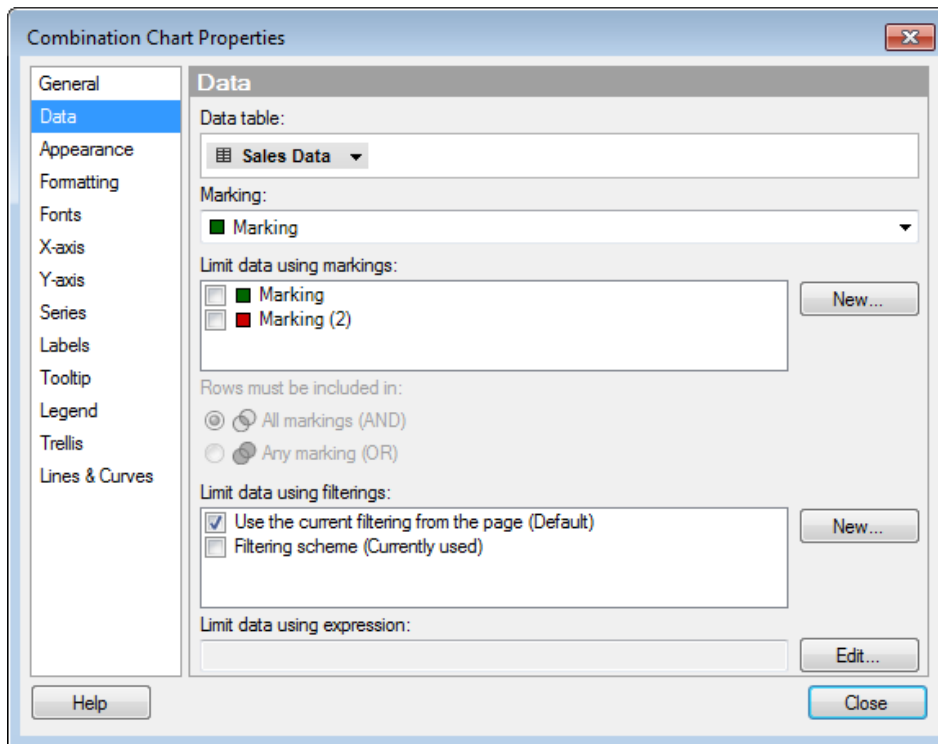 Combination Chart Properties
General
Data
Appearance
Formatting
Fonts
X-axis
Y-axis
Series
Labels
Tooltip
Legend
Trellis
Lines & Curves
Data
Data table:
Sales Data
Marking:
Marking
Limit data using markings:
Marking
Marking (2)
New...
Rows must be included in:
All markings (AND)
Any marking (OR)
Limit data using filterings:
Use the current filtering from the page (Default)
Filtering scheme (Currently used)
New...
Limit data using expression:
Edit...
Help
Close